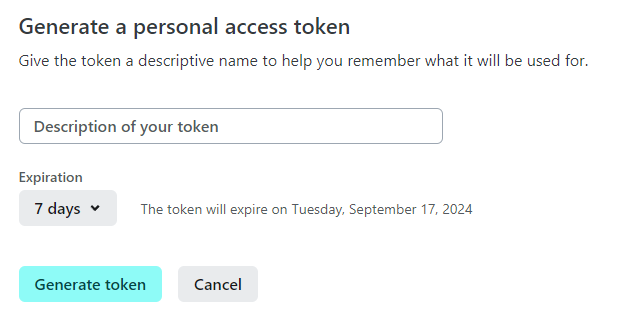 Generate a personal access token
Give the token a descriptive name to help you remember what it will be used for.
Description of your token
Expiration
7 days
The token will expire on Tuesday, September 17, 2024
Generate token
Cancel